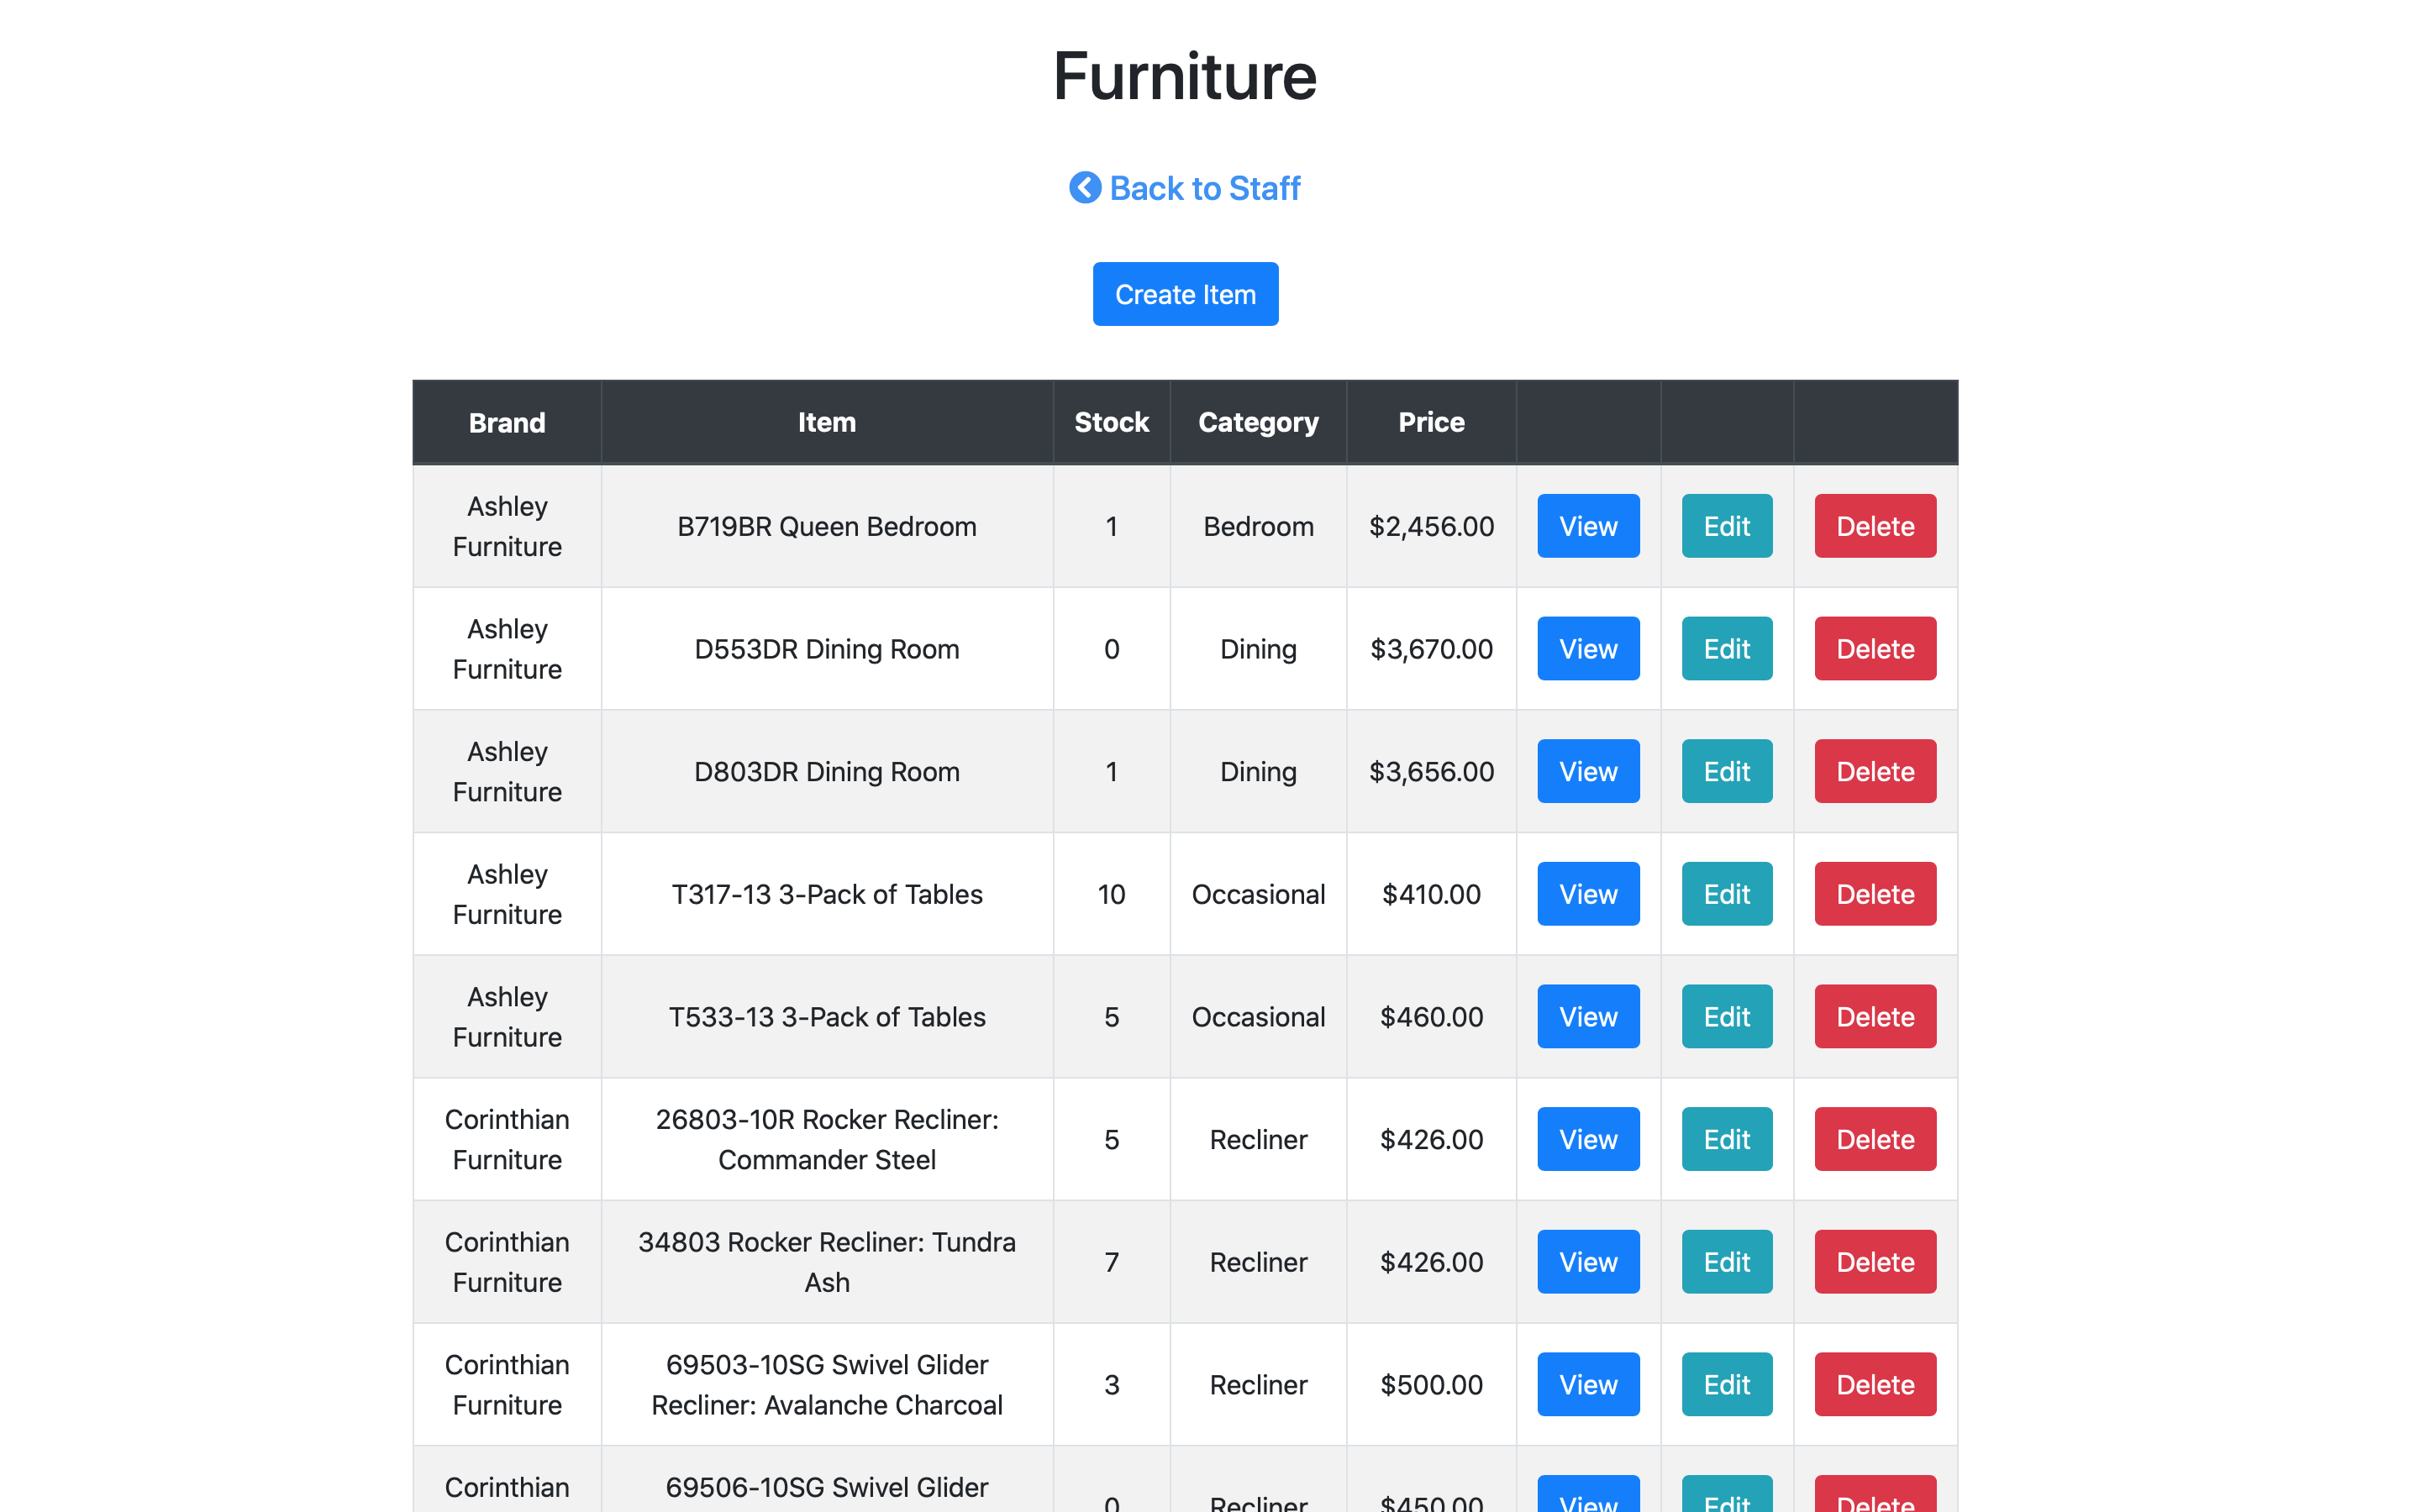 Furniture
Back to Staff
Create Item
Brand Item Stock Category Price
Ashley Furniture B719BR Queen Bedroom 1 Bedroom $2,456.00 View Edit Delete
Ashley Furniture D553DR Dining Room 0 Dining $3,670.00 View Edit Delete
Ashley Furniture D803DR Dining Room 1 Dining $3,656.00 View Edit Delete
Ashley Furniture T317-13 3-Pack of Tables 10 Occasional $410.00 View Edit Delete
Ashley Furniture T533-13 3-Pack of Tables 5 Occasional $460.00 View Edit Delete
Corinthian Furniture 26803-10R Rocker Recliner: Commander Steel 5 Recliner $426.00 View Edit Delete
Corinthian Furniture 34803 Rocker Recliner: Tundra Ash 7 Recliner $426.00 View Edit Delete
Corinthian Furniture 69503-10SG Swivel Glider Recliner: Avalanche Charcoal 3 Recliner $500.00 View Edit Delete
Corinthian 69506-10SG Swivel Glider 0 Recliner $450.00 View Edit Delete